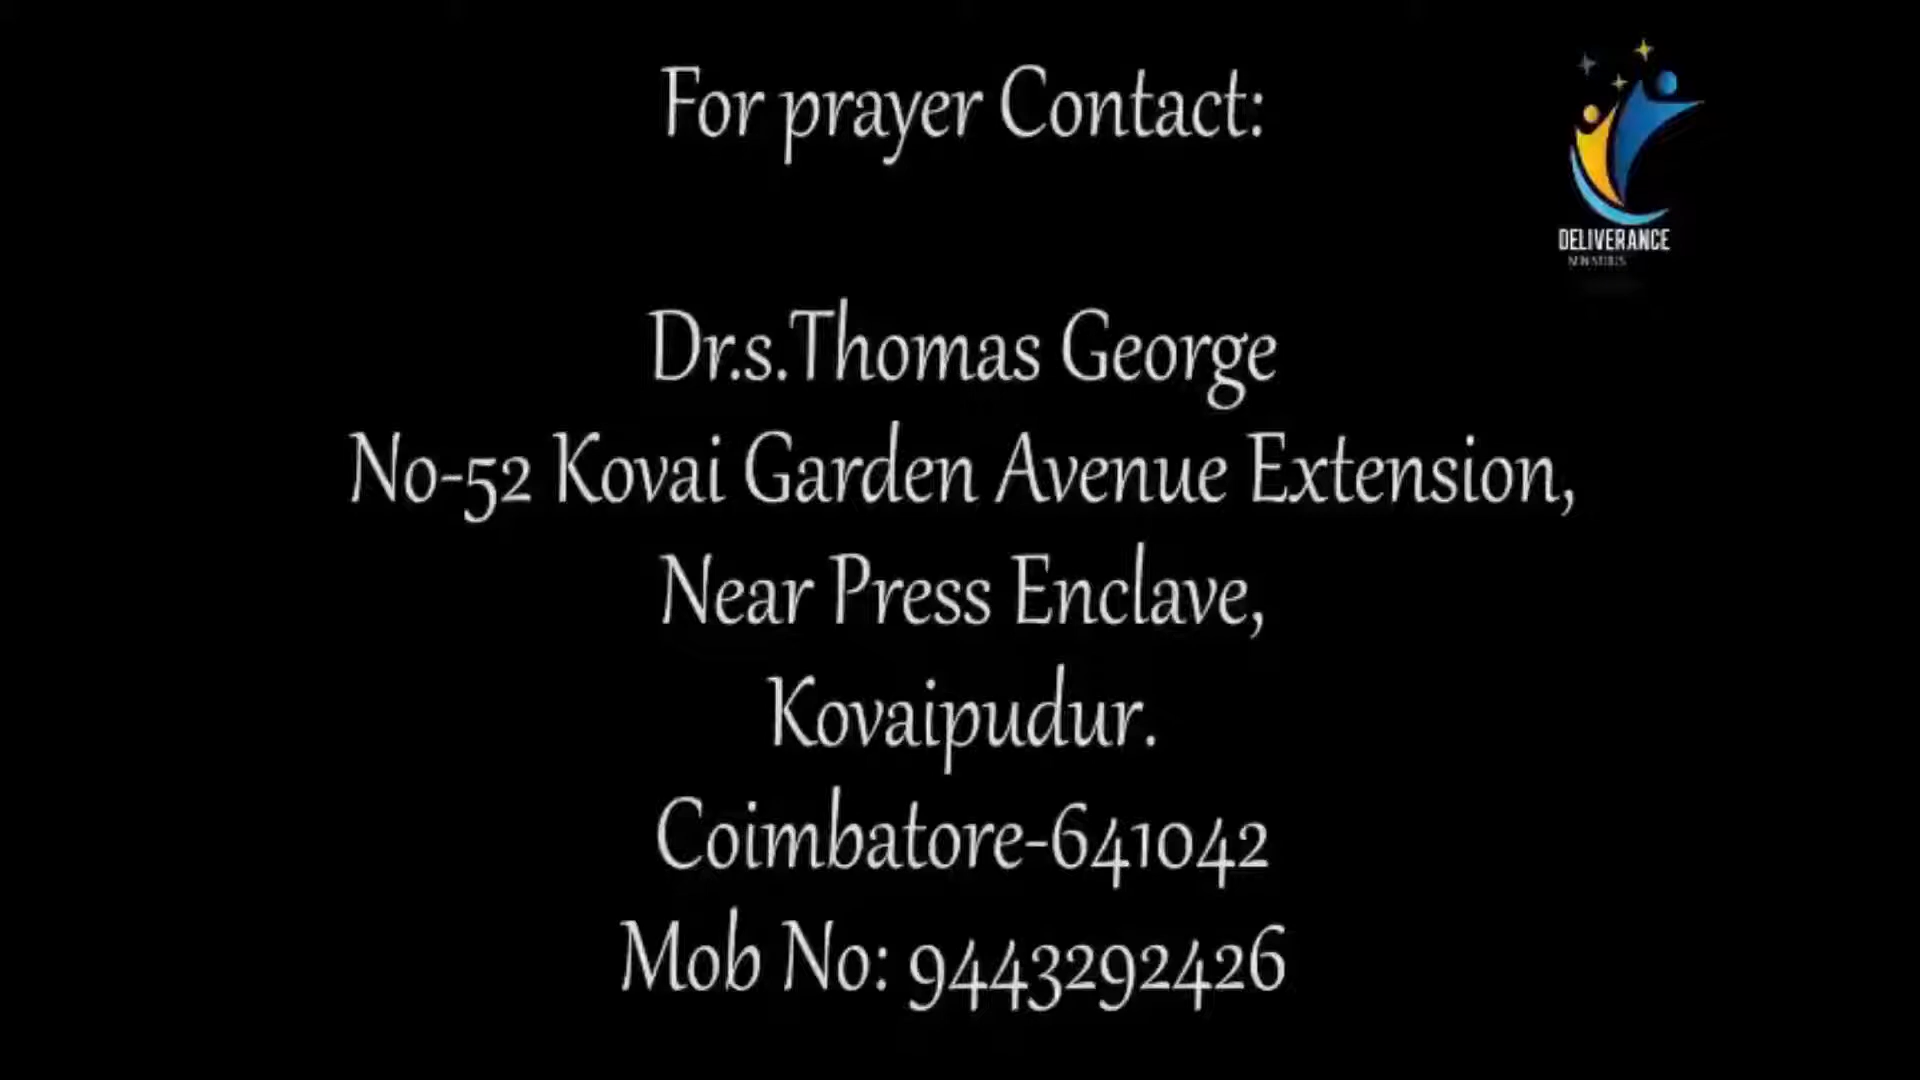 For prayer Contact:
DELIVERANCE
Dr.s.Thomas George
No-52 Kovai Garden Avenue Extension,
Near Press Enclave,
Kovaipudur.
Coimbatore-641042
Mob No: 9443292426